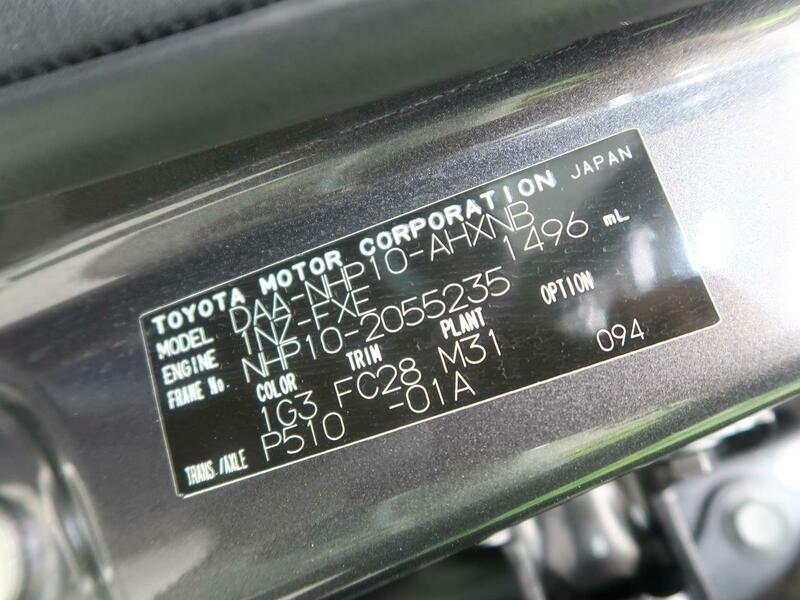 TOYOTA MOTOR CORPORATION JAPAN
MODEL DAA-NHP10-AHXNB
ENGINE 1NZ-FXE 1496 mL
FRAME No. NHP10-2055235
COLOR TRIM PLANT OPTION
1G3 FC28 M31 094
TRANS./AXLE P510 -01A